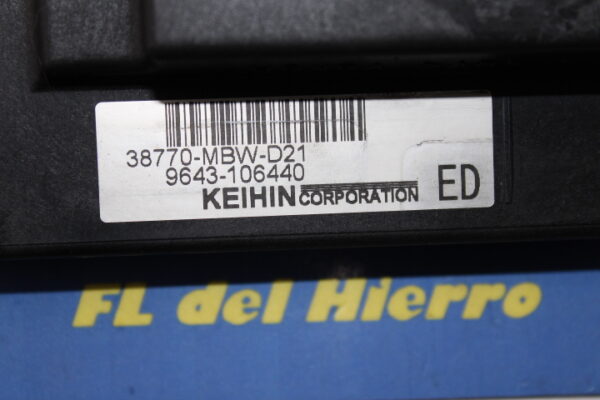 38770-MBW-D21
9643-106440
KEIHIN CORPORATION
ED
FL del Hierro